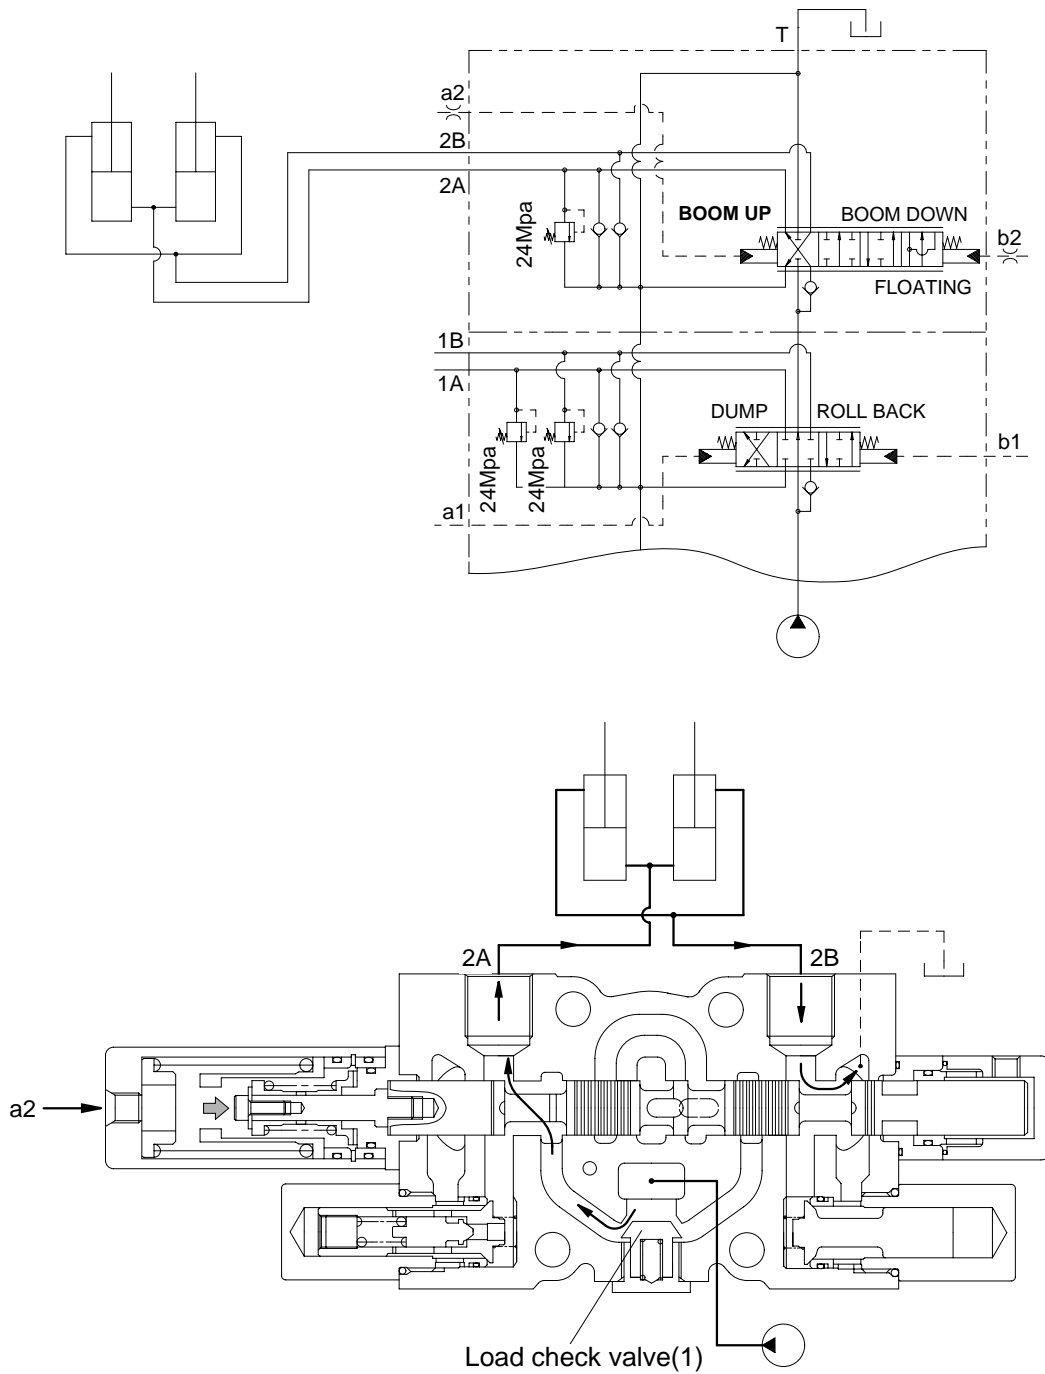 T
a2
2B
2A
24Mpa
BOOM UP
BOOM DOWN
b2
FLOATING
1B
1A
DUMP
ROLL BACK
24Mpa
24Mpa
b1
a1
2A
2B
a2
Load check valve(1)